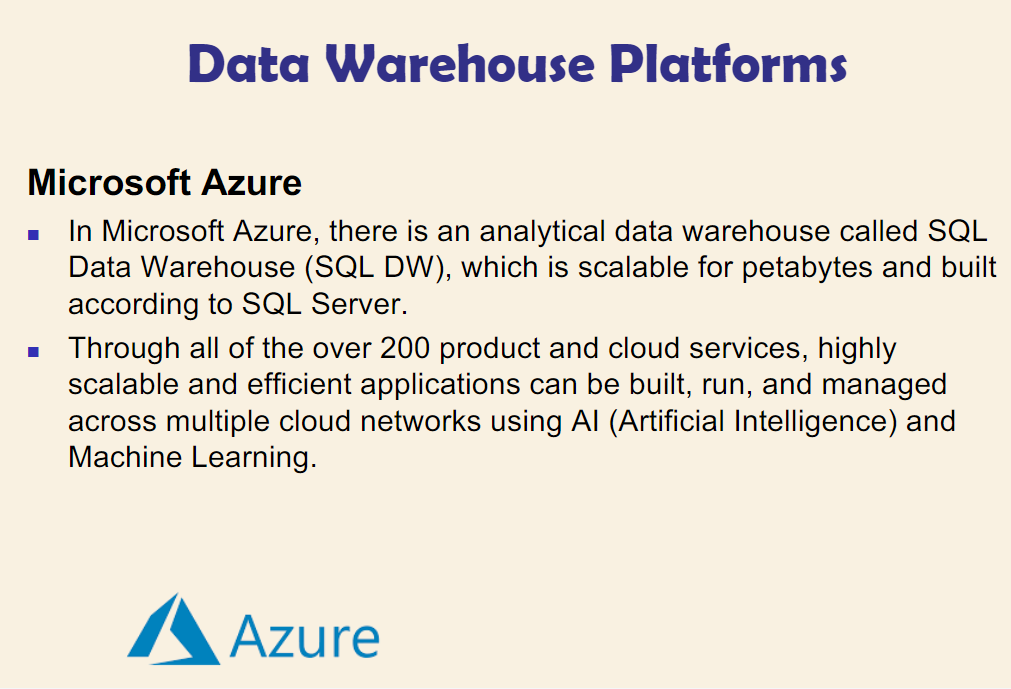 Data Warehouse Platforms
Microsoft Azure
In Microsoft Azure, there is an analytical data warehouse called SQL
Data Warehouse (SQL DW), which is scalable for petabytes and built
according to SQL Server.
Through all of the over 200 product and cloud services, highly
scalable and efficient applications can be built, run, and managed
across multiple cloud networks using AI (Artificial Intelligence) and
Machine Learning.
Azure